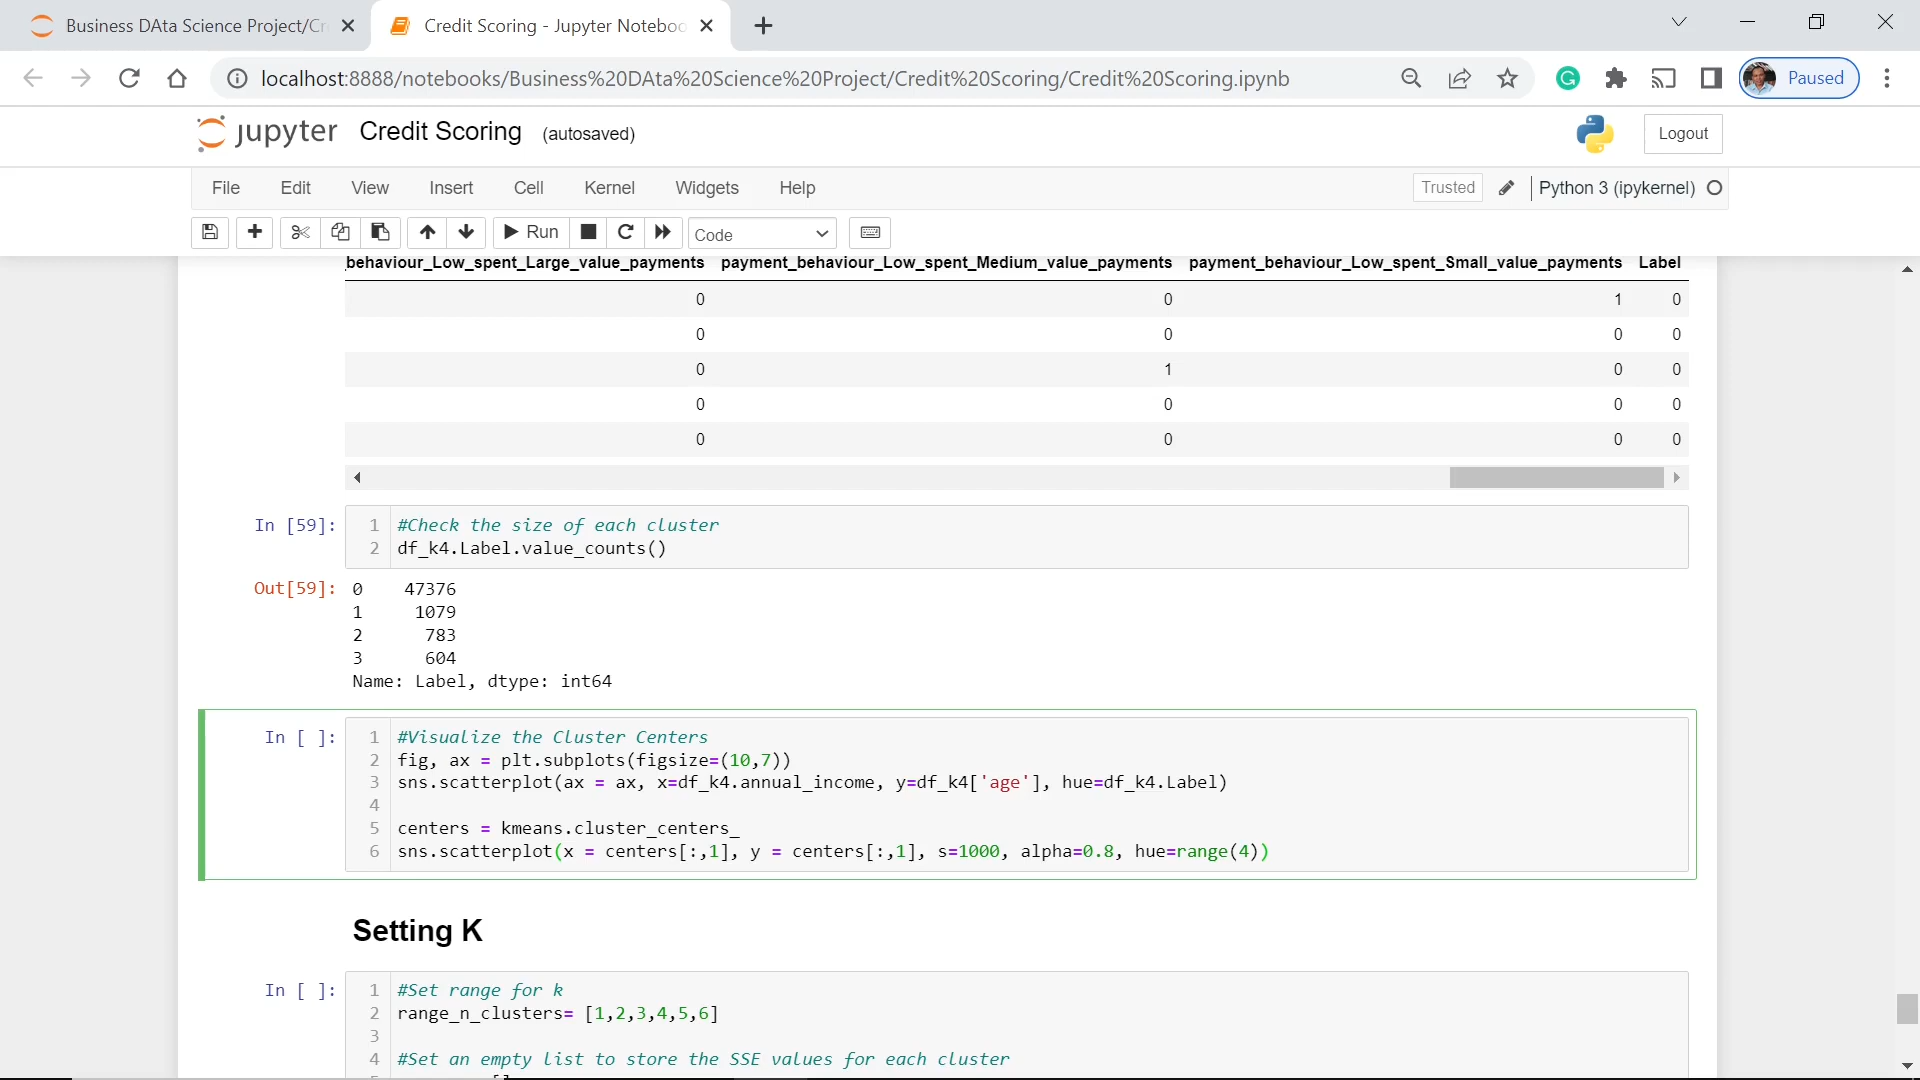 Business DAta Science Project/Cr
Credit Scoring - Jupyter Noteboo
localhost:8888/notebooks/Business%20DAta%20Science%20Project/Credit%20Scoring/Credit%20Scoring.ipynb
Paused
jupyter Credit Scoring (autosaved)
Logout
File Edit View Insert Cell Kernel Widgets Help
Trusted Python 3 (ipykernel)
Run Code
behaviour_Low_spent_Large_value_payments payment_behaviour_Low_spent_Medium_value_payments payment_behaviour_Low_spent_Small_value_payments Label
0 0 1 0
0 0 0 0
0 1 0 0
0 0 0 0
0 0 0 0
In [59]: 1 #Check the size of each cluster
2 df_k4.Label.value_counts()
Out[59]: 0 47376
1 1079
2 783
3 604
Name: Label, dtype: int64
In [ ]: 1 #Visualize the Cluster Centers
2 fig, ax = plt.subplots(figsize=(10,7))
3 sns.scatterplot(ax = ax, x=df_k4.annual_income, y=df_k4['age'], hue=df_k4.Label)
4
5 centers = kmeans.cluster_centers_
6 sns.scatterplot(x = centers[:,1], y = centers[:,1], s=1000, alpha=0.8, hue=range(4))
Setting K
In [ ]: 1 #Set range for k
2 range_n_clusters= [1,2,3,4,5,6]
3
4 #Set an empty list to store the SSE values for each cluster